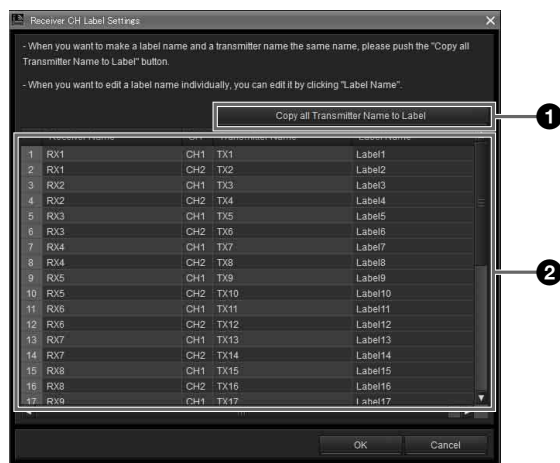 Receiver CH Label Settings
- When you want to make a label name and a transmitter name the same name, please push the "Copy all
Transmitter Name to Label" button.
- When you want to edit a label name individually, you can edit it by clicking "Label Name".
Copy all Transmitter Name to Label
1
Receiver Name CH Transmitter Name Label Name
1 RX1 CH1 TX1 Label1
2 RX1 CH2 TX2 Label2
3 RX2 CH1 TX3 Label3
4 RX2 CH2 TX4 Label4
5 RX3 CH1 TX5 Label5
6 RX3 CH2 TX6 Label6
7 RX4 CH1 TX7 Label7
8 RX4 CH2 TX8 Label8
9 RX5 CH1 TX9 Label9
2
10 RX5 CH2 TX10 Label10
11 RX6 CH1 TX11 Label11
12 RX6 CH2 TX12 Label12
13 RX7 CH1 TX13 Label13
14 RX7 CH2 TX14 Label14
15 RX8 CH1 TX15 Label15
16 RX8 CH2 TX16 Label16
17 RX9 CH1 TX17 Label17
OK Cancel